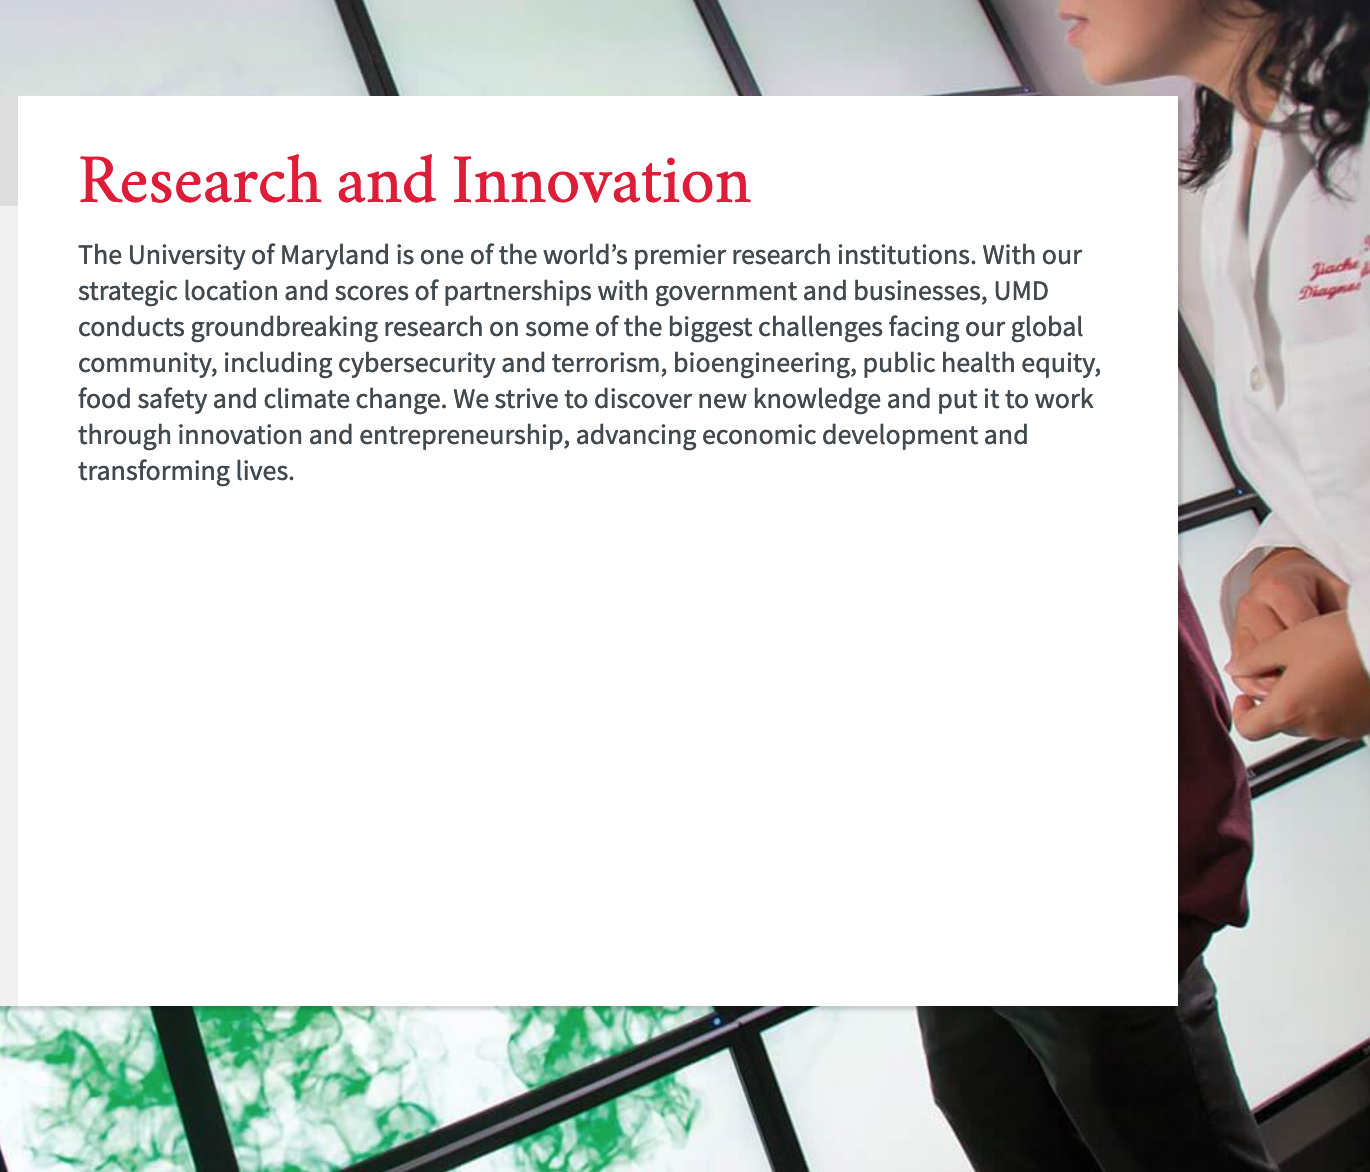 Research and Innovation
The University of Maryland is one of the world’s premier research institutions. With our
strategic location and scores of partnerships with government and businesses, UMD
conducts groundbreaking research on some of the biggest challenges facing our global
community, including cybersecurity and terrorism, bioengineering, public health equity,
food safety and climate change. We strive to discover new knowledge and put it to work
through innovation and entrepreneurship, advancing economic development and
transforming lives.